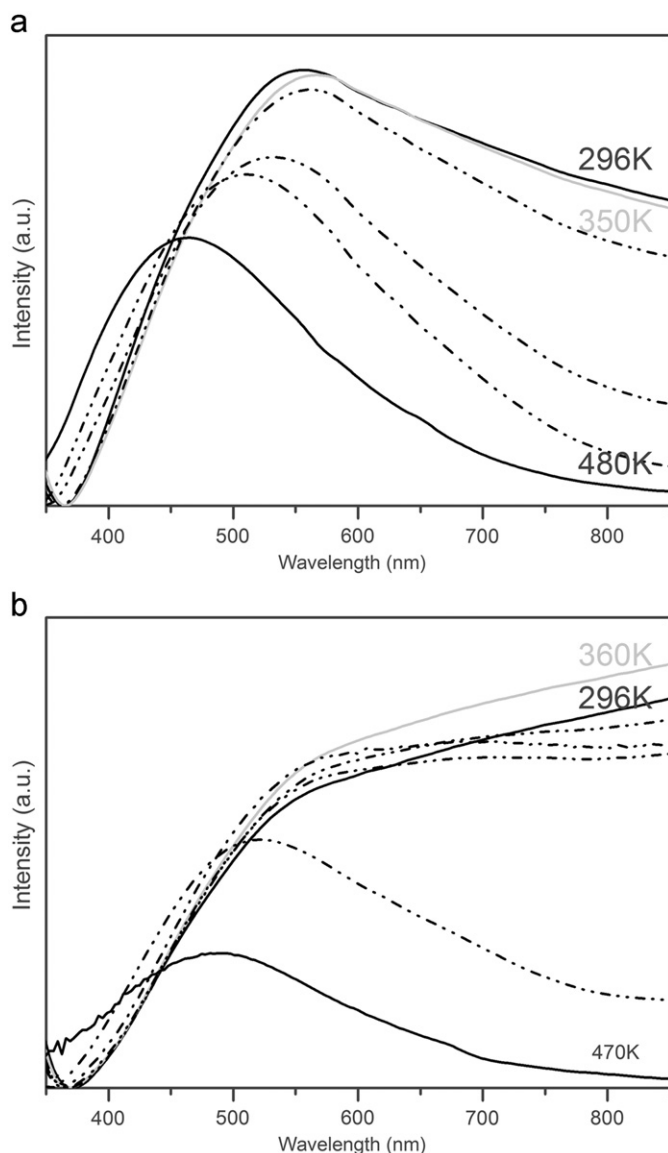 a
Intensity (a.u.)
296K
350K
480K
400 500 600 700 800
Wavelength (nm)
b
Intensity (a.u.)
360K
296K
470K
400 500 600 700 800
Wavelength (nm)